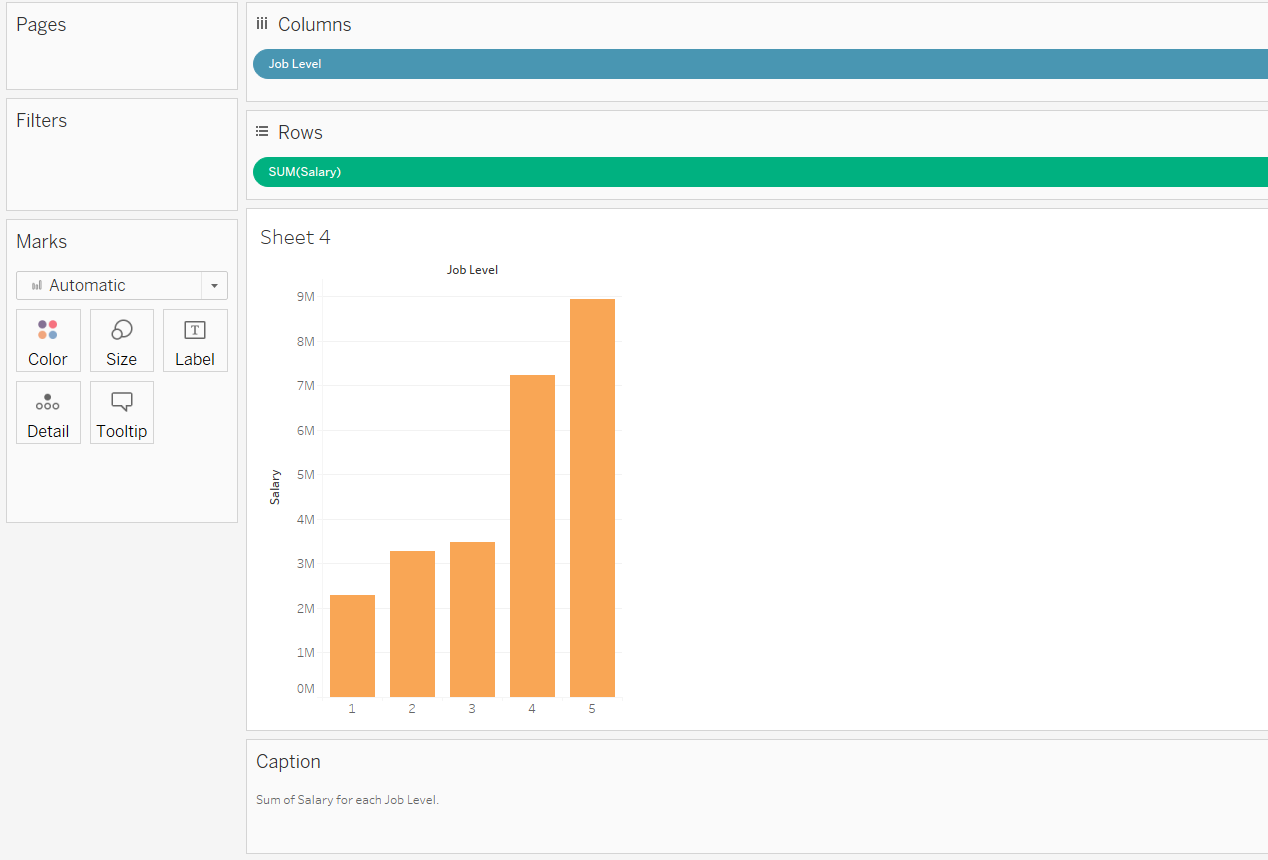 Pages
Filters
Marks
Automatic
Color
Size
Label
Detail
Tooltip
Columns
Job Level
Rows
SUM(Salary)
Sheet 4
Job Level
Salary
9M
8M
7M
6M
5M
4M
3M
2M
1M
0M
1 2 3 4 5
Caption
Sum of Salary for each Job Level.